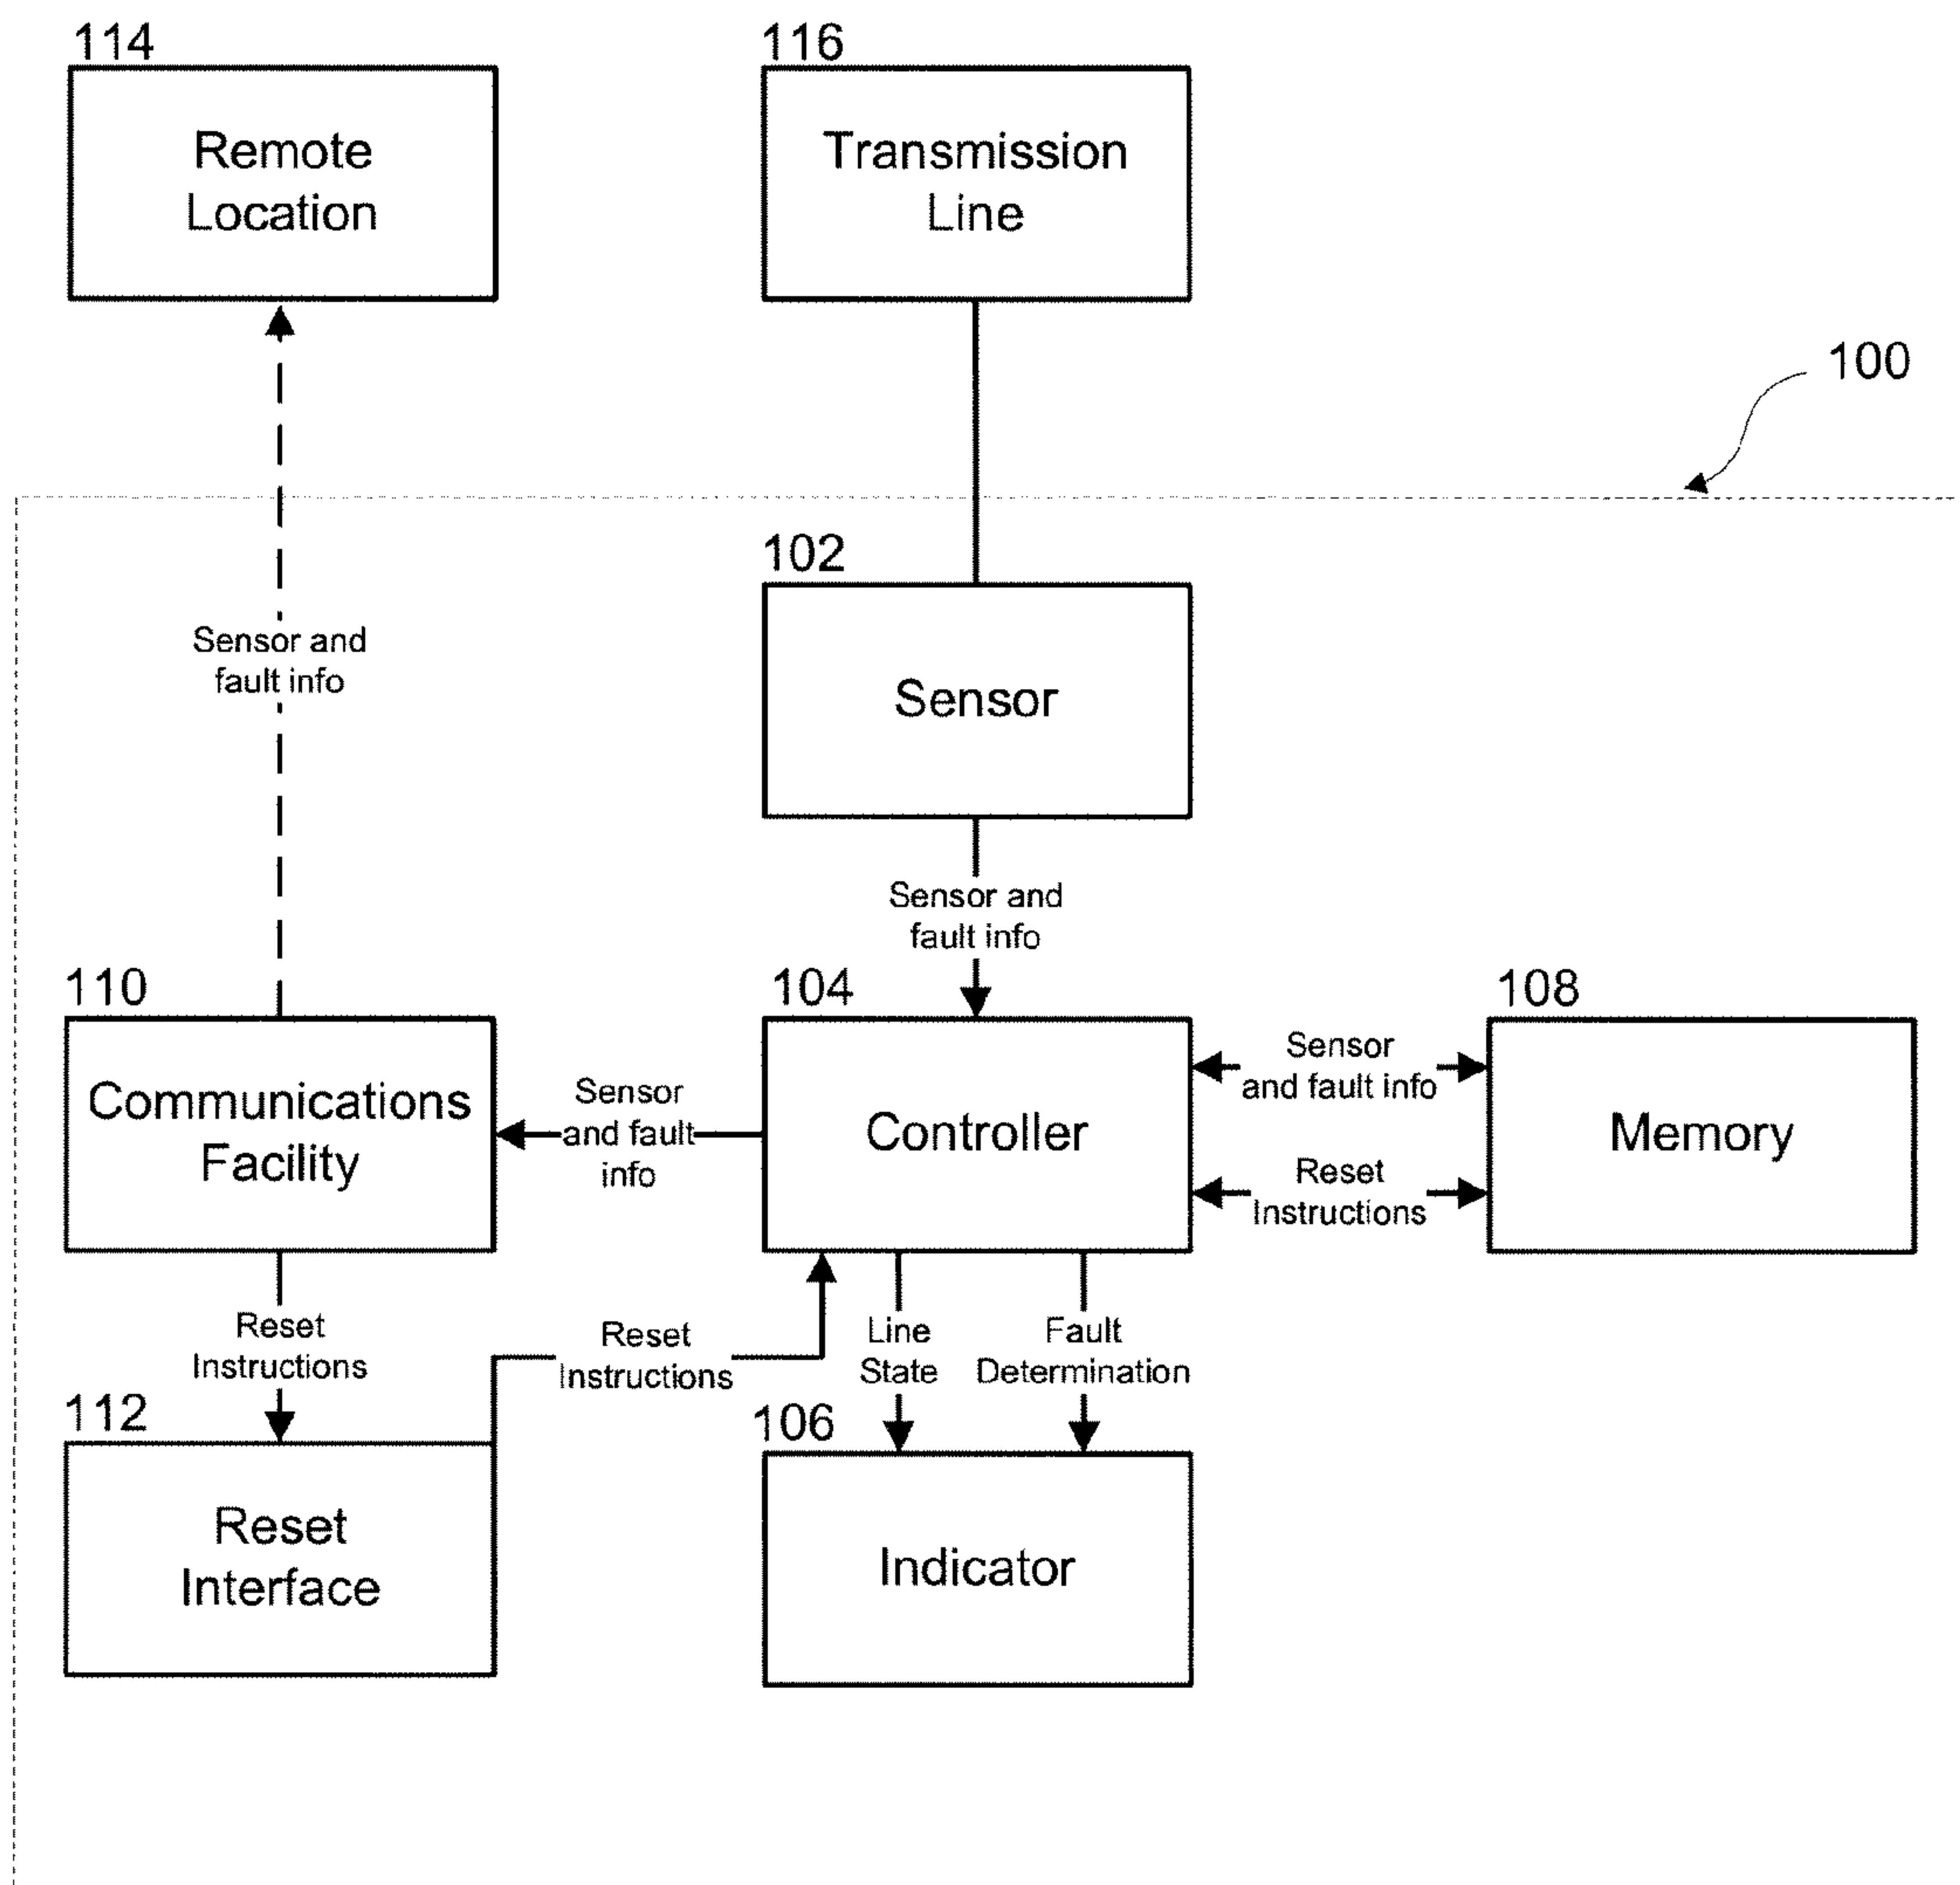 114
Remote
Location
116
Transmission
Line
100
102
Sensor
Sensor and
fault info
Sensor and
fault info
110
Communications
Facility
Sensor
and fault
info
104
Controller
Sensor
and fault info
Reset
Instructions
108
Memory
Reset
Instructions
Reset
Instructions
Line
State
Fault
Determination
112
Reset
Interface
106
Indicator